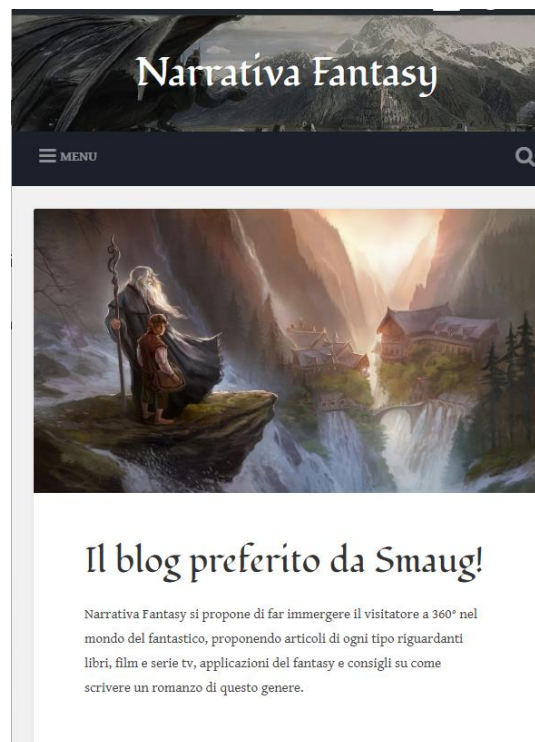 Narrativa Fantasy
MENU
Il blog preferito da Smaug!
Narrativa Fantasy si propone di far immergere il visitatore a 360° nel
mondo del fantastico, proponendo articoli di ogni tipo riguardanti
libri, film e serie tv, applicazioni del fantasy e consigli su come
scrivere un romanzo di questo genere.